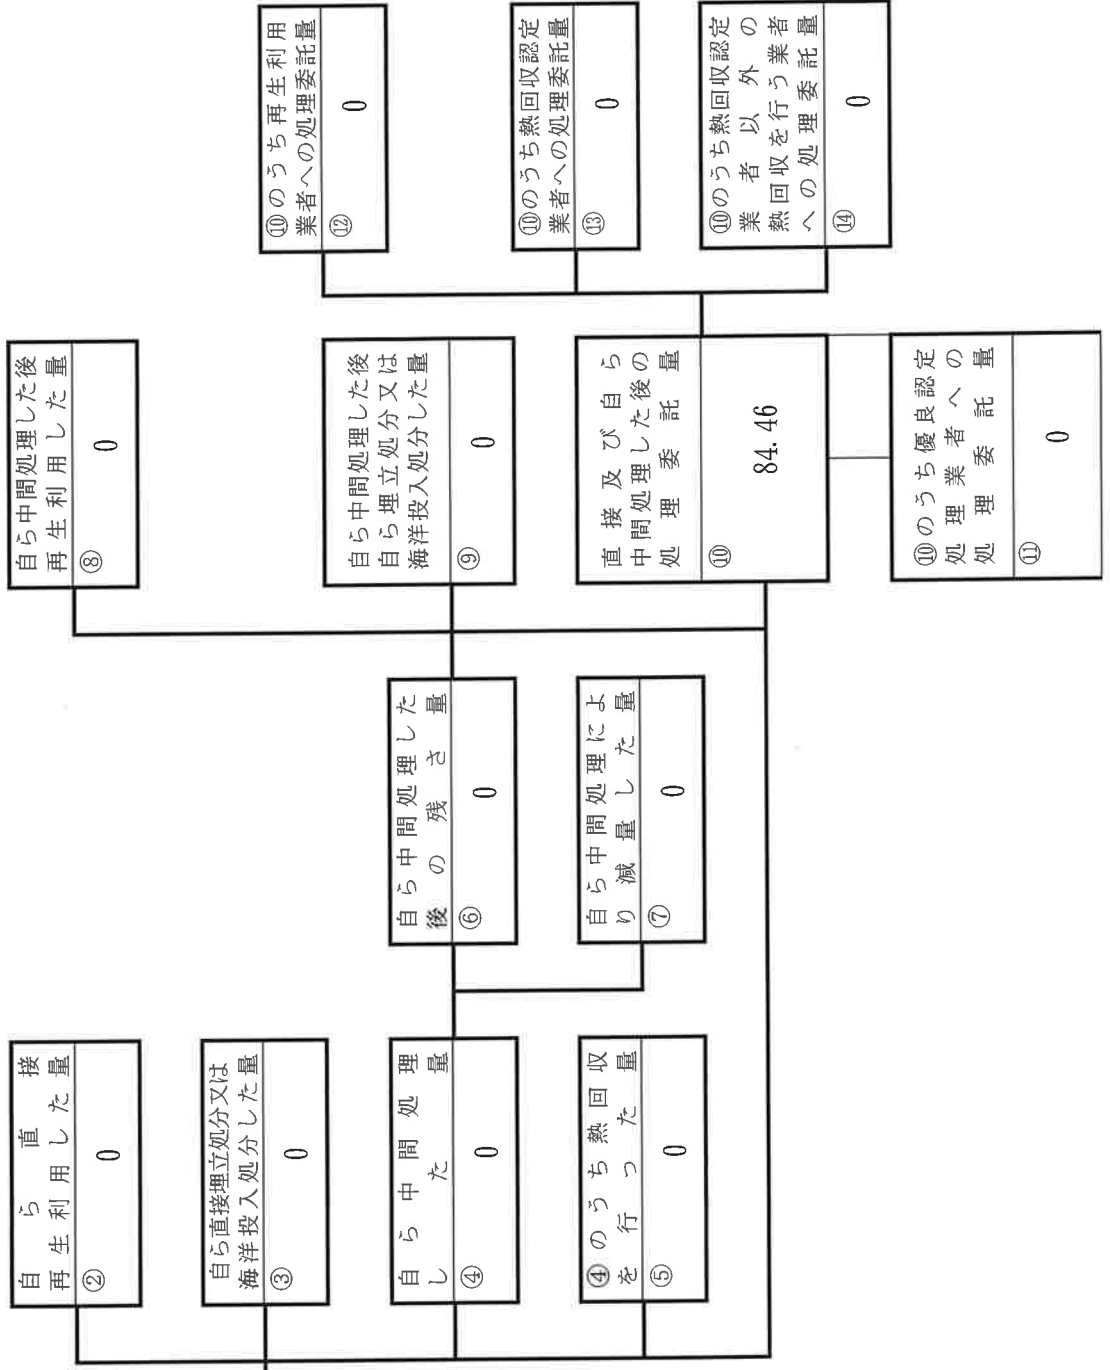 自ら直接
再生利用した量
②
0
自ら直接埋立処分又は
海洋投入処分した量
③
0
自ら中間処理
した量
④
0
④のうち熱回収
を行った量
⑤
0
自ら中間処理した
後の残さ量
⑥
0
自ら中間処理によ
り減量した量
⑦
0
自ら中間処理した後
再生利用した量
⑧
0
自ら中間処理した後
自ら埋立処分又は
海洋投入処分した量
⑨
0
直接及び自ら
中間処理した後の
処理委託量
⑩
84.46
⑩のうち優良認定
処理業者への
処理委託量
⑪
0
⑩のうち再生利用
業者への処理委託量
⑫
0
⑩のうち熱回収認定
業者への処理委託量
⑬
0
⑩のうち熱回収認定
業者以外の
熱回収を行う業者
への処理委託量
⑭
0